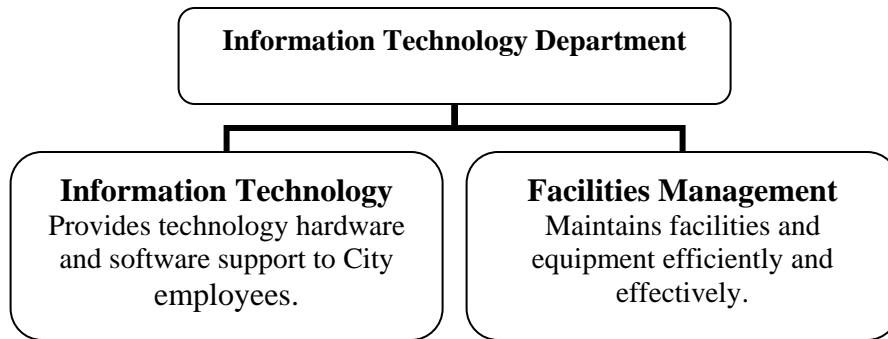 Information Technology Department
Information Technology
Provides technology hardware
and software support to City
employees.
Facilities Management
Maintains facilities and
equipment efficiently and
effectively.